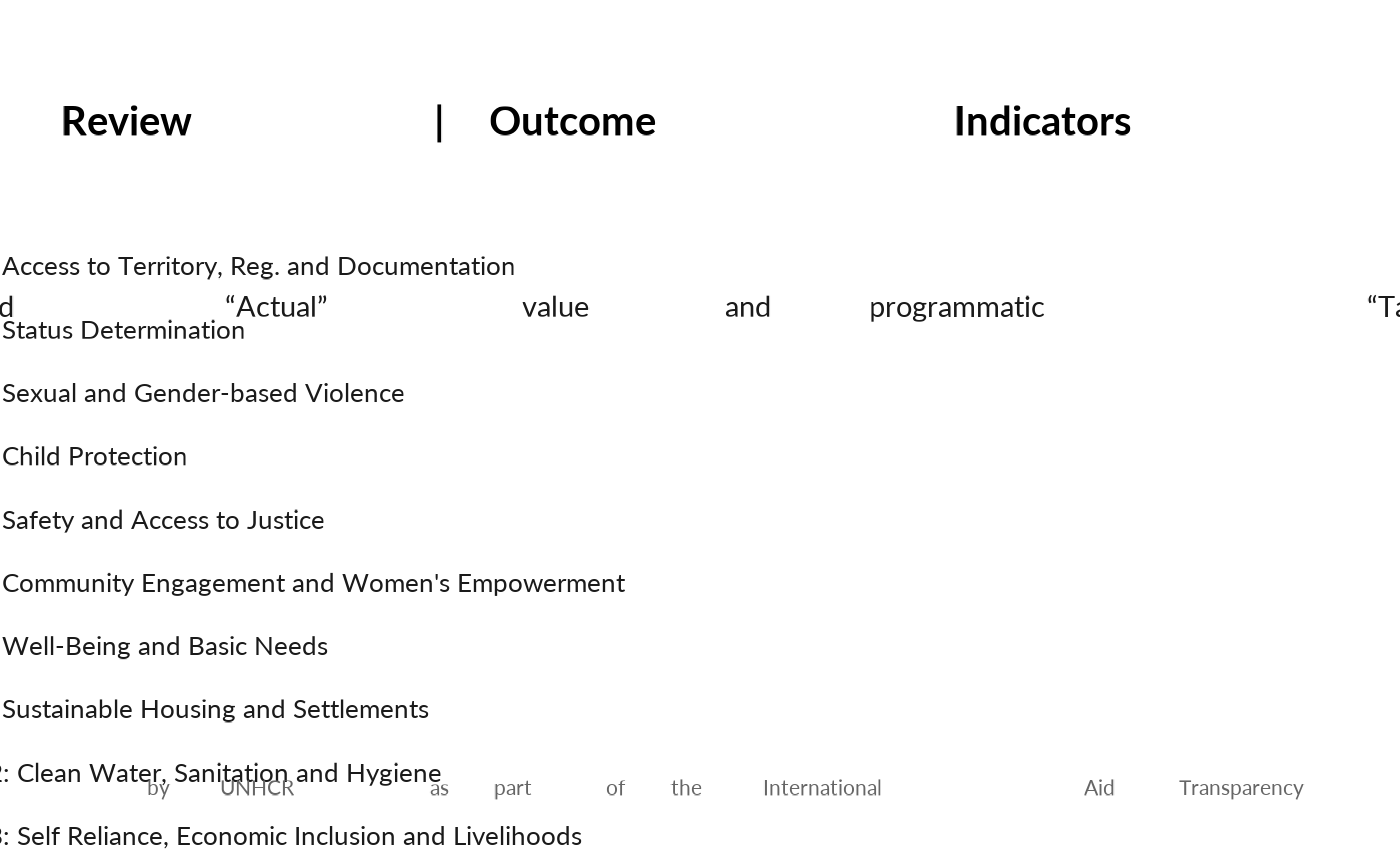 Review | Outcome Indicators
Access to Territory, Reg. and Documentation
“Actual” value and programmatic
Status Determination
Sexual and Gender-based Violence
Child Protection
Safety and Access to Justice
Community Engagement and Women's Empowerment
Well-Being and Basic Needs
Sustainable Housing and Settlements
: Clean Water, Sanitation and Hygiene
by UNHCR as part of the International Aid Transparency
: Self Reliance, Economic Inclusion and Livelihoods